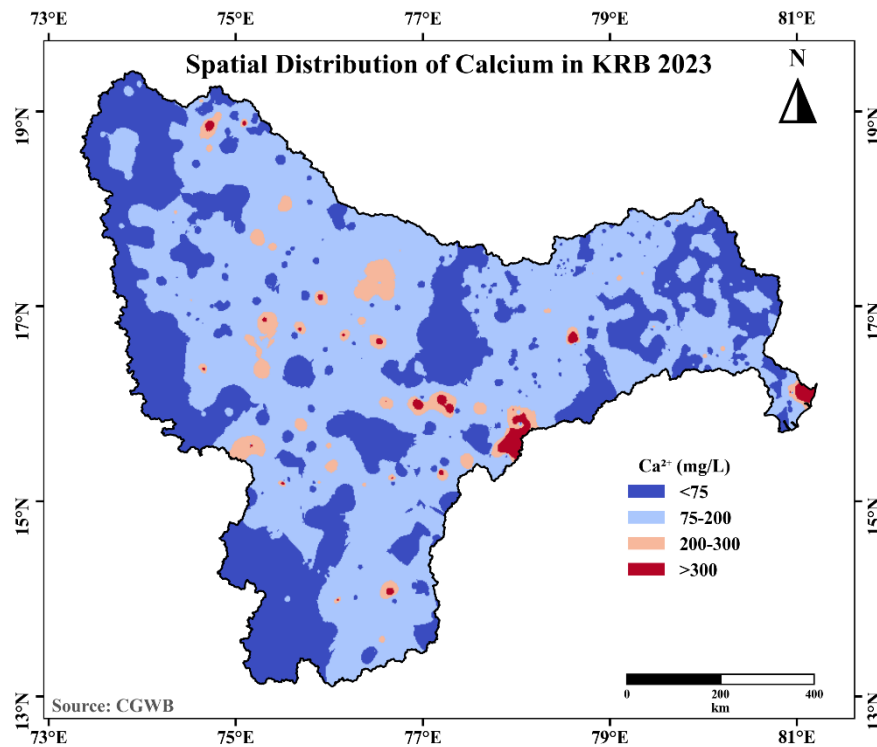 73°E 75°E 77°E 79°E 81°E
Spatial Distribution of Calcium in KRB 2023
N
19°N 19°N
17°N 17°N
Ca²⁺ (mg/L)
<75
75-200
15°N 15°N
200-300
>300
0 200 400
km
Source: CGWB
13°N 13°N
73°E 75°E 77°E 79°E 81°E